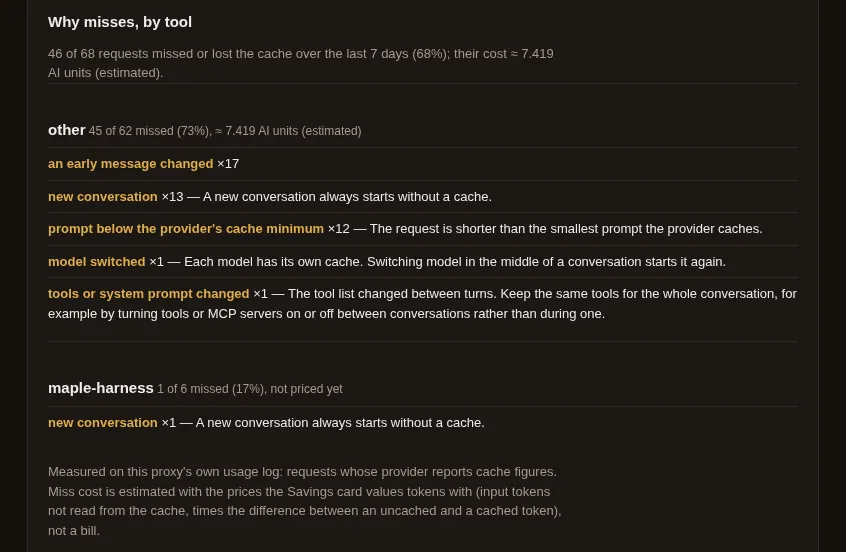 Why misses, by tool
46 of 68 requests missed or lost the cache over the last 7 days (68%); their cost ≈ 7.419
AI units (estimated).
other 45 of 62 missed (73%), ≈ 7.419 AI units (estimated)
an early message changed ×17
new conversation ×13 — A new conversation always starts without a cache.
prompt below the provider's cache minimum ×12 — The request is shorter than the smallest prompt the provider caches.
model switched ×1 — Each model has its own cache. Switching model in the middle of a conversation starts it again.
tools or system prompt changed ×1 — The tool list changed between turns. Keep the same tools for the whole conversation, for
example by turning tools or MCP servers on or off between conversations rather than during one.
maple-harness 1 of 6 missed (17%), not priced yet
new conversation ×1 — A new conversation always starts without a cache.
Measured on this proxy's own usage log: requests whose provider reports cache figures.
Miss cost is estimated with the prices the Savings card values tokens with (input tokens
not read from the cache, times the difference between an uncached and a cached token),
not a bill.